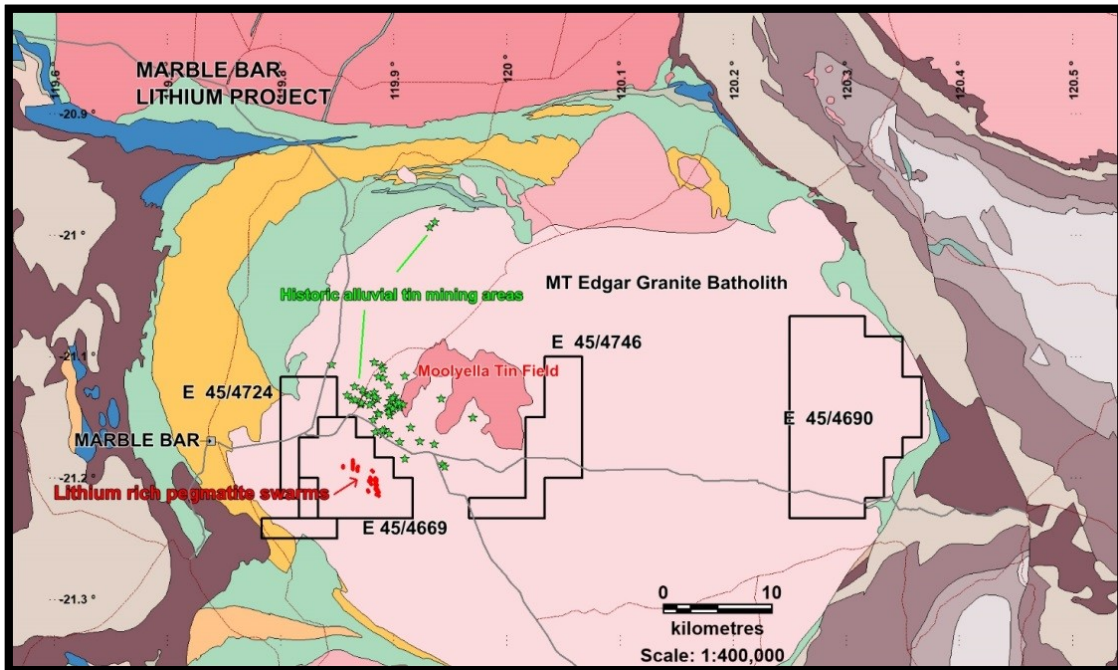 MARBLE BAR
LITHIUM PROJECT
119.6
119.8
119.9
120 °
120.1
120.2
120.3
120.4
120.5
-20.9
-21 °
MT Edgar Granite Batholith
Historic alluvial tin mining areas
-21.1
E 45/4746
Moolyella Tin Field
E 45/4724
E 45/4690
MARBLE BAR
-21.2
Lithium rich pegmatite swarms
E 45/4669
-21.3
0 10
kilometres
Scale: 1:400,000